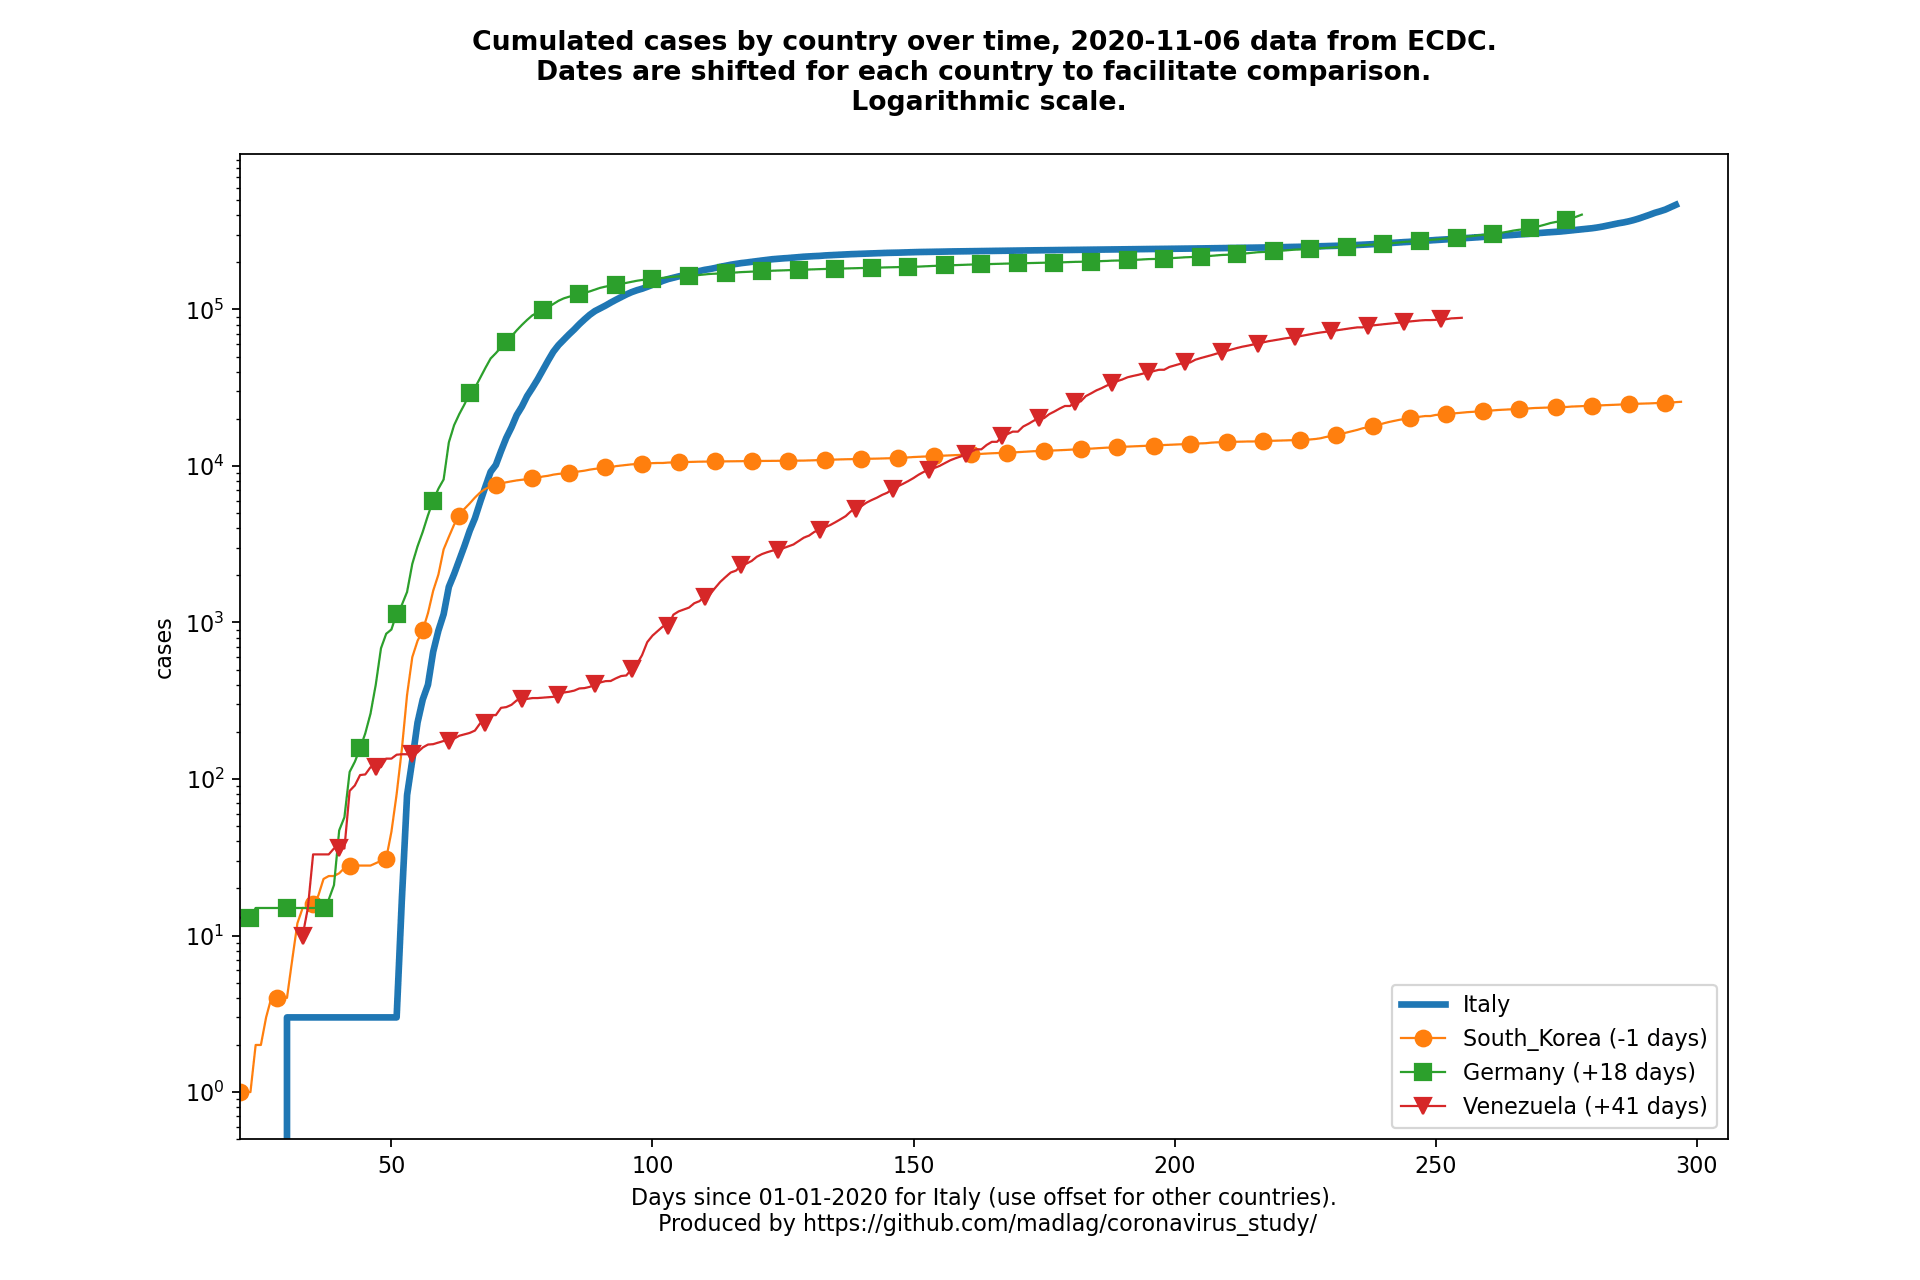 Cumulated cases by country over time, 2020-11-06 data from ECDC.
Dates are shifted for each country to facilitate comparison.
Logarithmic scale.
cases
10^5
10^4
10^3
10^2
10^1
10^0
50
100
150
200
250
300
Italy
South_Korea (-1 days)
Germany (+18 days)
Venezuela (+41 days)
Days since 01-01-2020 for Italy (use offset for other countries).
Produced by https://github.com/madlag/coronavirus_study/